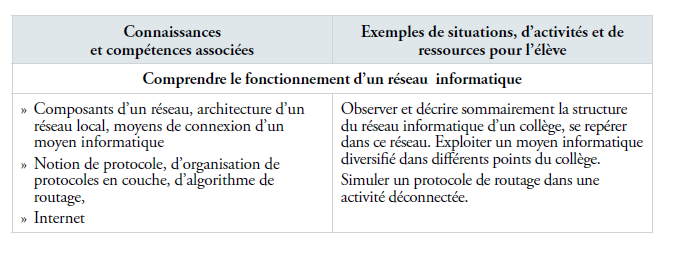 Connaissances
et compétences associées
Exemples de situations, d’activités et de
ressources pour l’élève
Comprendre le fonctionnement d’un réseau informatique
» Composants d’un réseau, architecture d’un
réseau local, moyens de connexion d’un
moyen informatique
» Notion de protocole, d’organisation de
protocoles en couche, d’algorithme de
routage,
» Internet
Observer et décrire sommairement la structure
du réseau informatique d’un collège, se repérer
dans ce réseau. Exploiter un moyen informatique
diversifié dans différents points du collège.
Simuler un protocole de routage dans une
activité déconnectée.